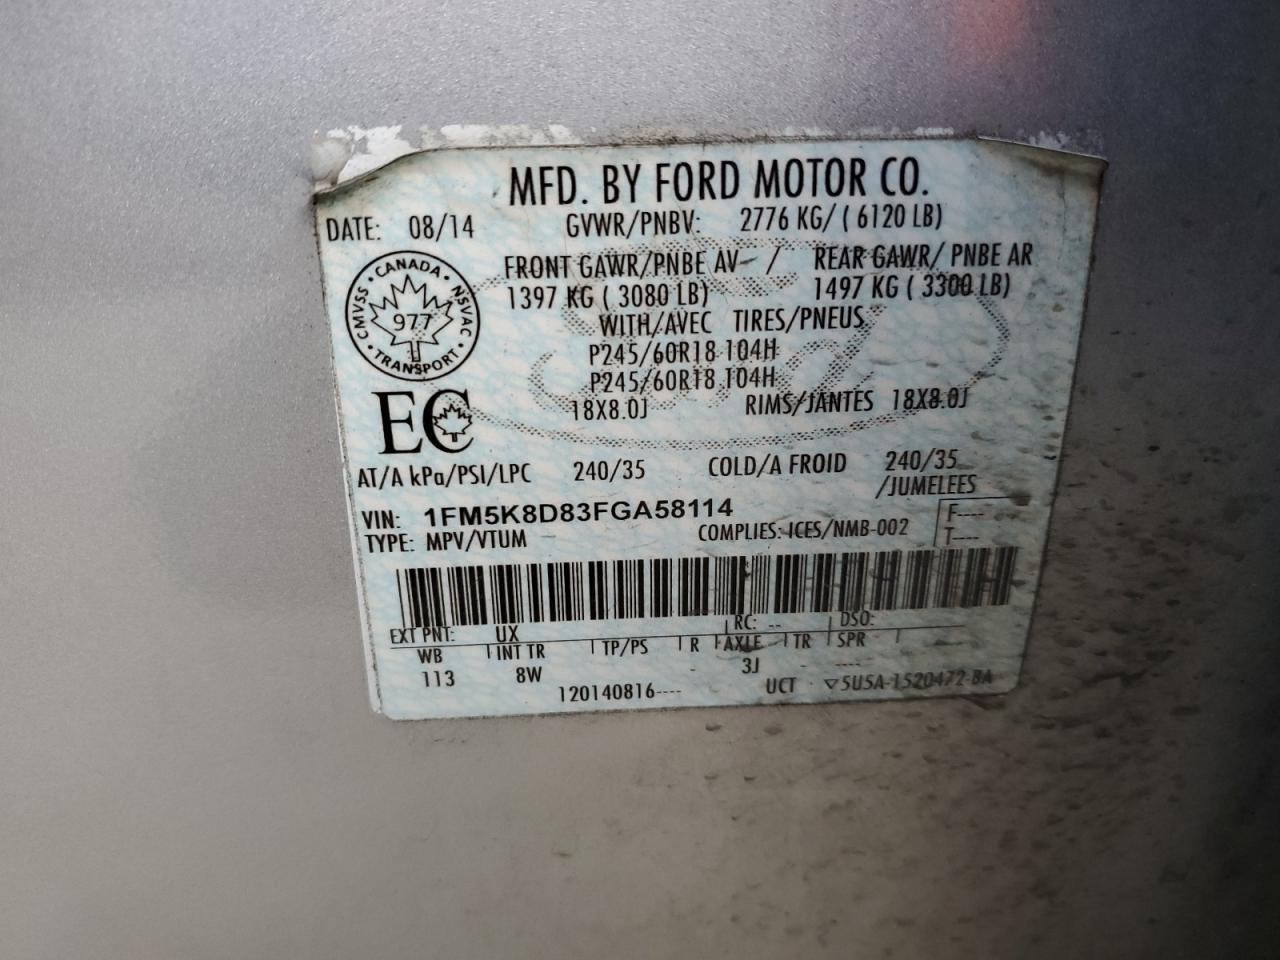 MFD. BY FORD MOTOR CO.
DATE: 08/14 GVWR/PNBV: 2776 KG/ ( 6120 LB)
FRONT GAWR/PNBE AV / REAR GAWR/ PNBE AR
1397 KG ( 3080 LB) 1497 KG ( 3300 LB)
WITH/AVEC TIRES/PNEUS
P245/60R18 104H
P245/60R18 104H
18X8.0J RIMS/JANTES 18X8.0J
CANADA
CMVSS 977 NSVAC
TRANSPORT
EC
AT/A kPa/PSI/LPC 240/35 COLD/A FROID 240/35
/JUMELEES
VIN: 1FM5K8D83FGA58114 F----
TYPE: MPV/VTUM COMPLIES: ICES/NMB-002 T----
EXT PNT: UX RC: -- DSO:
WB INT TR TP/PS R AXLE TR SPR
113 8W - 3J - ----
120140816---- UCT ▽5U5A-1520472-BA